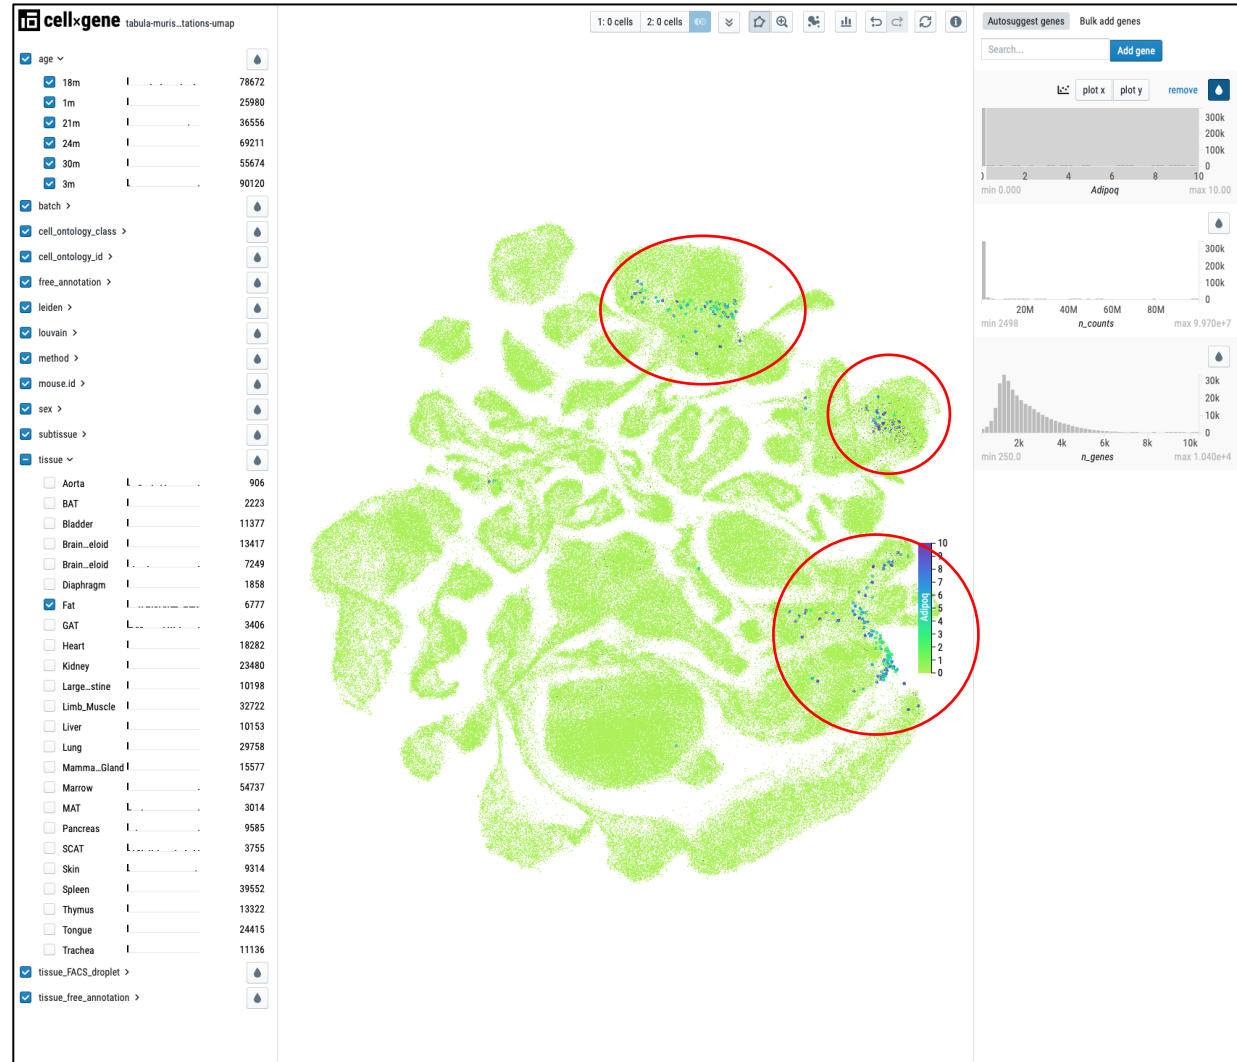 cell×gene tabula-muris...tations-umap
1: 0 cells 2: 0 cells
Autosuggest genes Bulk add genes
Search... Add gene
age
18m 78672
1m 25980
21m 36556
24m 69211
30m 55674
3m 90120
batch
cell_ontology_class
cell_ontology_id
free_annotation
leiden
louvain
method
mouse.id
sex
subtissue
tissue
Aorta 906
BAT 2223
Bladder 11377
Brain...eloid 13417
Brain...eloid 7249
Diaphragm 1858
Fat 6777
GAT 3406
Heart 18282
Kidney 23480
Large...stine 10198
Limb_Muscle 32722
Liver 10153
Lung 29758
Mamma...Gland 15577
Marrow 54737
MAT 3014
Pancreas 9585
SCAT 3755
Skin 9314
Spleen 39552
Thymus 13322
Tongue 24415
Trachea 11136
tissue_FACS_droplet
tissue_free_annotation
10
9
8
7
6
5
4
3
2
1
0
Adipoq
plot x plot y remove
300k
200k
100k
0
0 2 4 6 8 10
min 0.000 Adipoq max 10.00
300k
200k
100k
0
20M 40M 60M 80M
min 2498 n_counts max 9.970e+7
30k
20k
10k
0
2k 4k 6k 8k 10k
min 250.0 n_genes max 1.040e+4